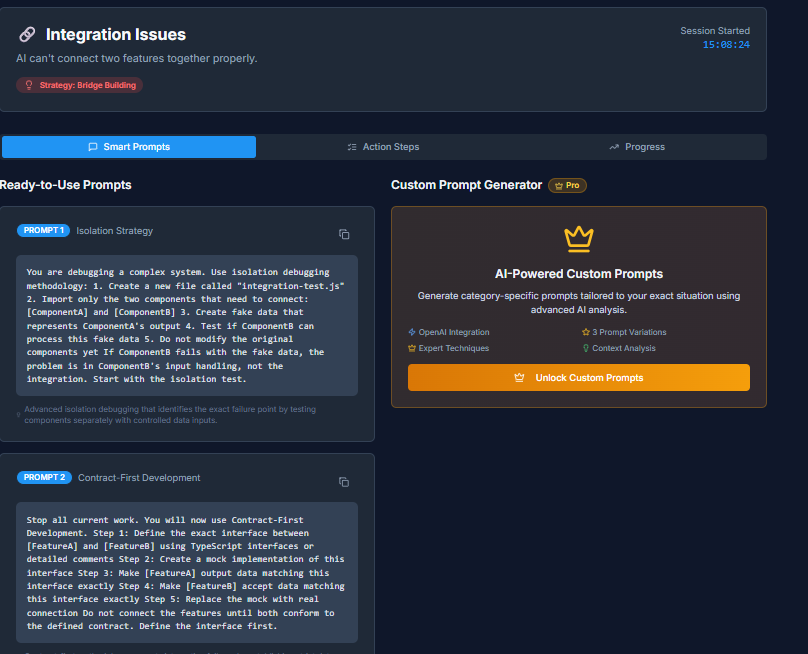 Integration Issues
AI can't connect two features together properly.
Strategy: Bridge Building
Session Started
15:08:24
Smart Prompts
Action Steps
Progress
Ready-to-Use Prompts
PROMPT 1 Isolation Strategy
You are debugging a complex system. Use isolation debugging
methodology: 1. Create a new file called "integration-test.js"
2. Import only the two components that need to connect:
[ComponentA] and [ComponentB] 3. Create fake data that
represents ComponentA's output 4. Test if ComponentB can
process this fake data 5. Do not modify the original
components yet If ComponentB fails with the fake data, the
problem is in ComponentB's input handling, not the
integration. Start with the isolation test.
Advanced isolation debugging that identifies the exact failure point by testing
components separately with controlled data inputs.
PROMPT 2 Contract-First Development
Stop all current work. You will now use Contract-First
Development. Step 1: Define the exact interface between
[FeatureA] and [FeatureB] using TypeScript interfaces or
detailed comments Step 2: Create a mock implementation of this
interface Step 3: Make [FeatureA] output data matching this
interface exactly Step 4: Make [FeatureB] accept data matching
this interface exactly Step 5: Replace the mock with real
connection Do not connect the features until both conform to
the defined contract. Define the interface first.
Custom Prompt Generator Pro
AI-Powered Custom Prompts
Generate category-specific prompts tailored to your exact situation using
advanced AI analysis.
OpenAI Integration
3 Prompt Variations
Expert Techniques
Context Analysis
Unlock Custom Prompts